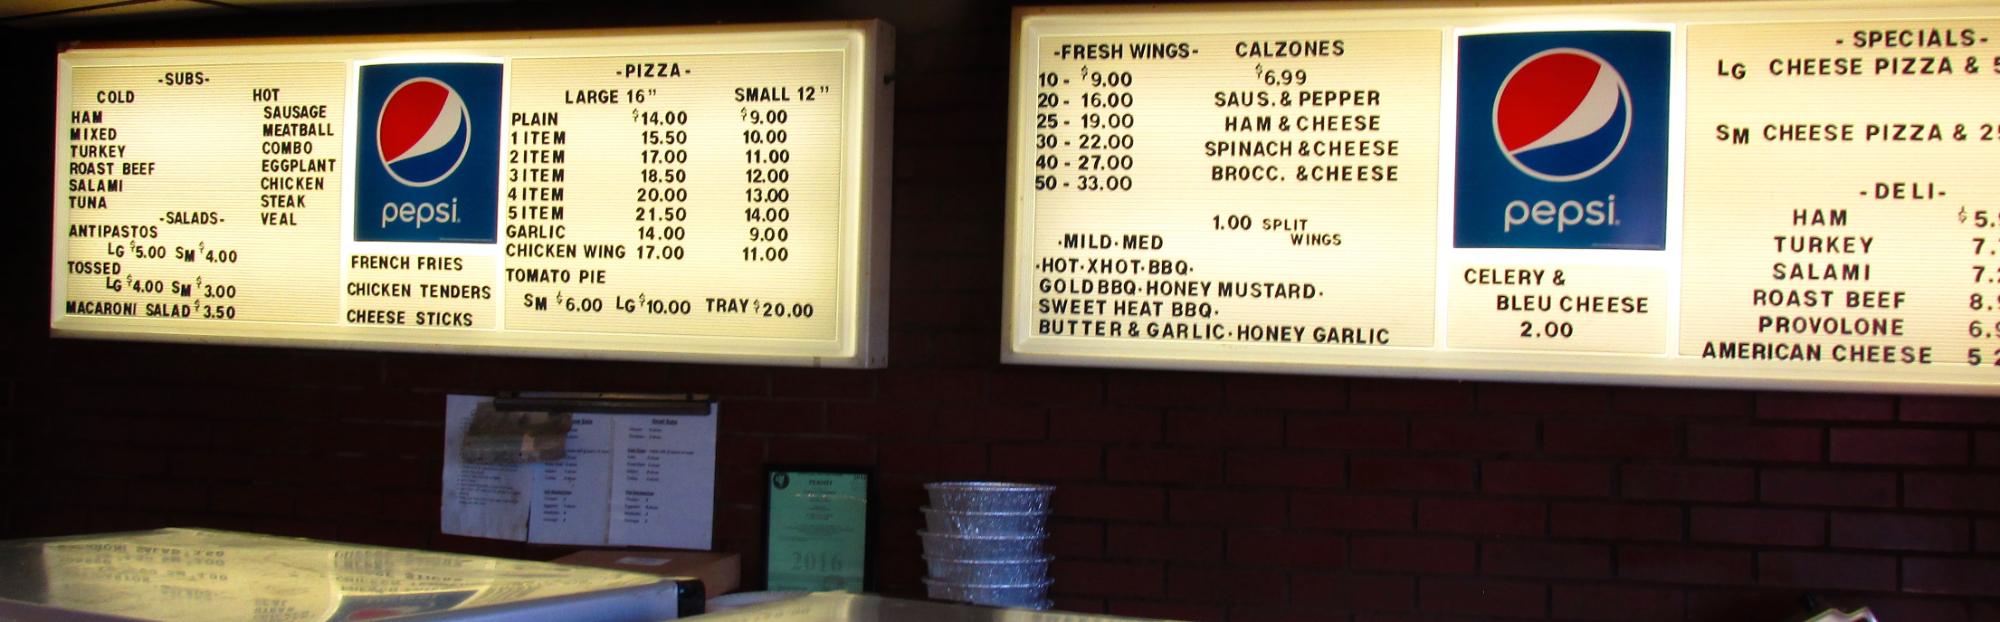 -SUBS-
COLD HOT
HAM SAUSAGE
MIXED MEATBALL
TURKEY COMBO
ROAST BEEF EGGPLANT
SALAMI CHICKEN
TUNA STEAK
-SALADS- VEAL
ANTIPASTOS
LG $5.00 SM $4.00
TOSSED
LG $4.00 SM $3.00
MACARONI SALAD $3.50
pepsi.
FRENCH FRIES
CHICKEN TENDERS
CHEESE STICKS
-PIZZA-
LARGE 16" SMALL 12"
PLAIN $14.00 $9.00
1 ITEM 15.50 10.00
2 ITEM 17.00 11.00
3 ITEM 18.50 12.00
4 ITEM 20.00 13.00
5 ITEM 21.50 14.00
GARLIC 14.00 9.00
CHICKEN WING 17.00 11.00
TOMATO PIE
SM $6.00 LG $10.00 TRAY $20.00
-FRESH WINGS- CALZONES
10 - $9.00 $6.99
20 - 16.00 SAUS. & PEPPER
25 - 19.00 HAM & CHEESE
30 - 22.00 SPINACH & CHEESE
40 - 27.00 BROCC. & CHEESE
50 - 33.00
1.00 SPLIT
WINGS
·MILD·MED
·HOT·XHOT·BBQ·
GOLD BBQ·HONEY MUSTARD·
SWEET HEAT BBQ·
BUTTER & GARLIC·HONEY GARLIC
pepsi.
CELERY &
BLEU CHEESE
2.00
-SPECIALS-
LG CHEESE PIZZA & 5
SM CHEESE PIZZA & 2
-DELI-
HAM $5.
TURKEY 7.
SALAMI 7.
ROAST BEEF 8.
PROVOLONE 6.
AMERICAN CHEESE 5
PERMIT
2016